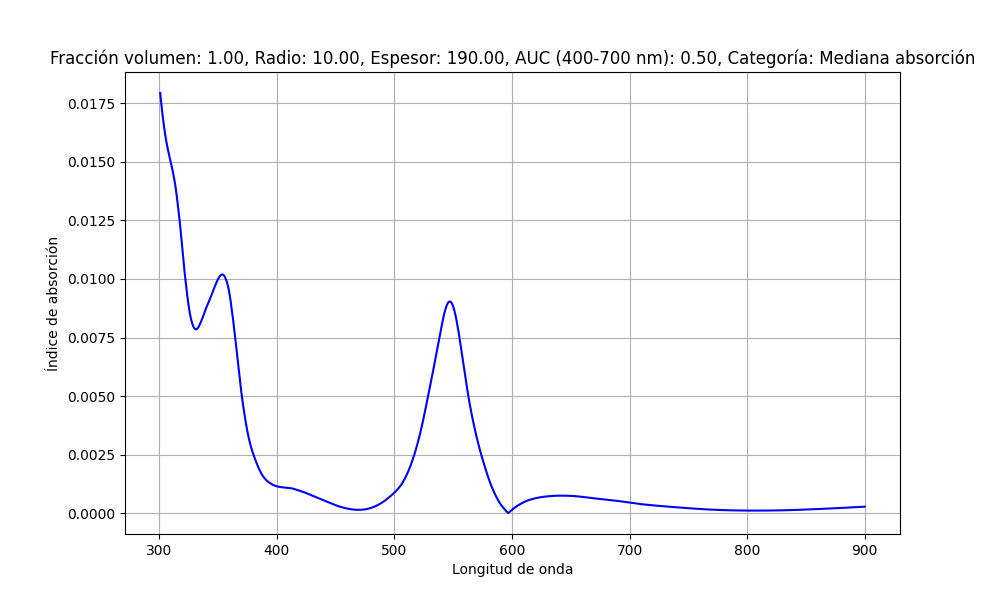 Fracción volumen: 1.00, Radio: 10.00, Espesor: 190.00, AUC (400-700 nm): 0.50, Categoría: Mediana absorción
Índice de absorción
0.0175
0.0150
0.0125
0.0100
0.0075
0.0050
0.0025
0.0000
300 400 500 600 700 800 900
Longitud de onda